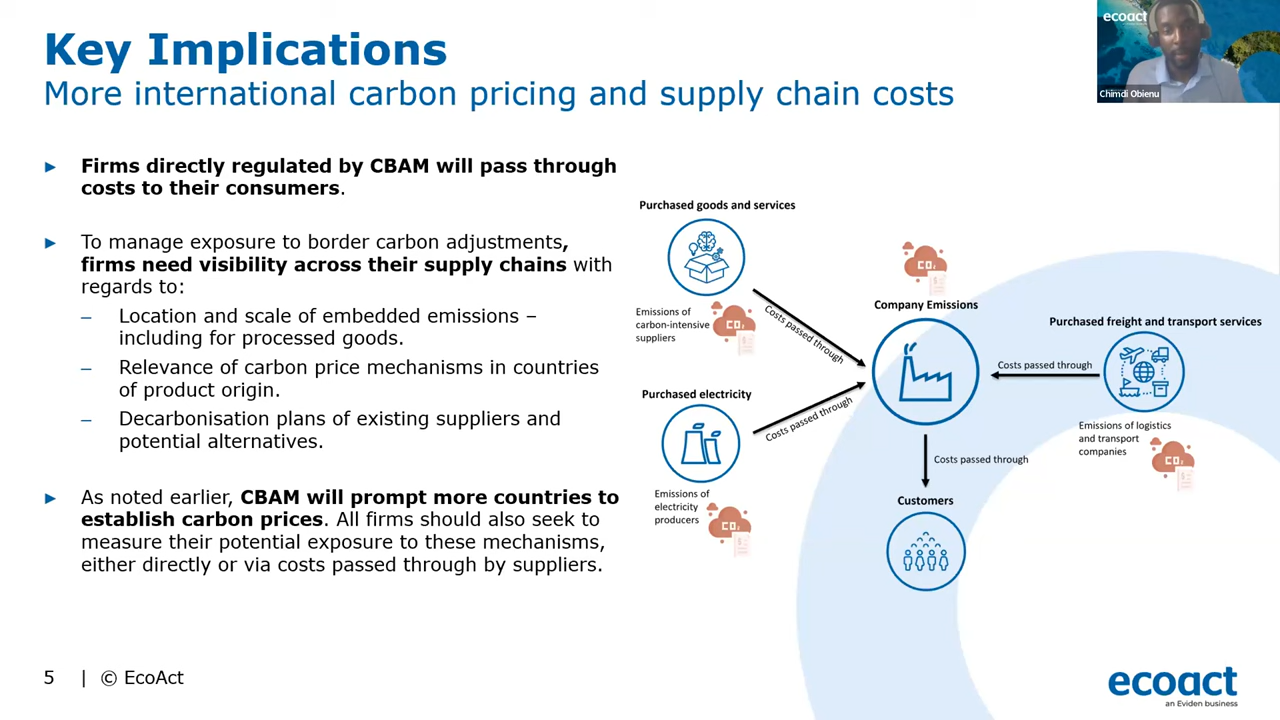 Key Implications
More international carbon pricing and supply chain costs
ecoact
Chimdi Obienu
► Firms directly regulated by CBAM will pass through
costs to their consumers.
► To manage exposure to border carbon adjustments,
firms need visibility across their supply chains with
regards to:
– Location and scale of embedded emissions –
including for processed goods.
– Relevance of carbon price mechanisms in countries
of product origin.
– Decarbonisation plans of existing suppliers and
potential alternatives.
► As noted earlier, CBAM will prompt more countries to
establish carbon prices. All firms should also seek to
measure their potential exposure to these mechanisms,
either directly or via costs passed through by suppliers.
Purchased goods and services
Emissions of
carbon-intensive
suppliers
CO₂
Costs passed through
Purchased electricity
Emissions of
electricity
producers
CO₂
Costs passed through
CO₂
Company Emissions
Purchased freight and transport services
Costs passed through
Emissions of logistics
and transport
companies
CO₂
Costs passed through
Customers
5 | © EcoAct
ecoact
an Eviden business